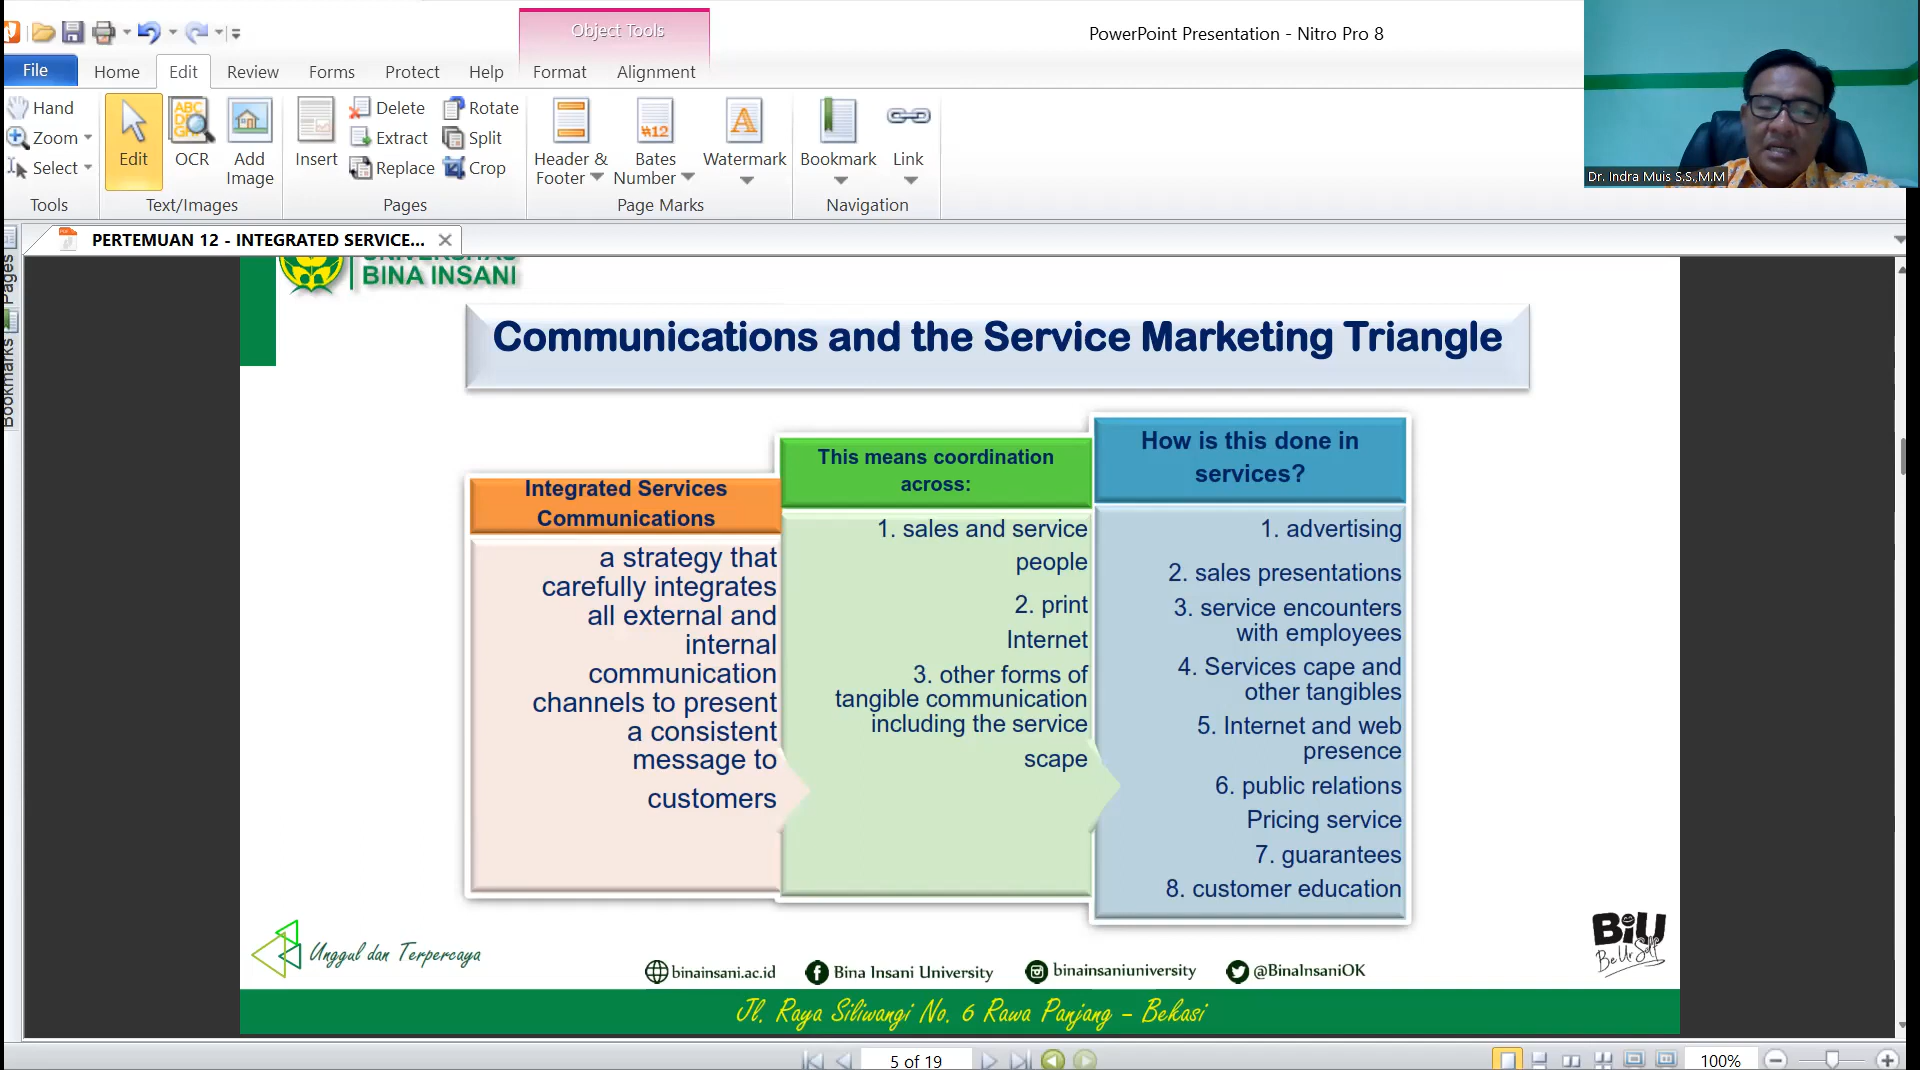 Object Tools
PowerPoint Presentation - Nitro Pro 8
File
Home
Edit
Review
Forms
Protect
Help
Format
Alignment
Hand
Zoom
Select
Tools
Edit
OCR
Add
Image
Text/Images
Insert
Delete
Extract
Replace
Rotate
Split
Crop
Pages
Header &
Footer
Bates
Number
Watermark
Page Marks
Bookmark
Link
Navigation
Dr. Indra Muis S.S.,M.M
PERTEMUAN 12 - INTEGRATED SERVICE...
Pages
Bookmarks
UNIVERSITAS
BINA INSANI
Communications and the Service Marketing Triangle
Integrated Services
Communications
a strategy that
carefully integrates
all external and
internal
communication
channels to present
a consistent
message to
customers
This means coordination
across:
1. sales and service
people
2. print
Internet
3. other forms of
tangible communication
including the service
scape
How is this done in
services?
1. advertising
2. sales presentations
3. service encounters
with employees
4. Services cape and
other tangibles
5. Internet and web
presence
6. public relations
Pricing service
7. guarantees
8. customer education
Unggul dan Terpercaya
binainsani.ac.id
Bina Insani University
binainsaniuniversity
@BinaInsaniOK
BiU
Be Ur Self
Jl. Raya Siliwangi No. 6 Rawa Panjang – Bekasi
5 of 19
100%